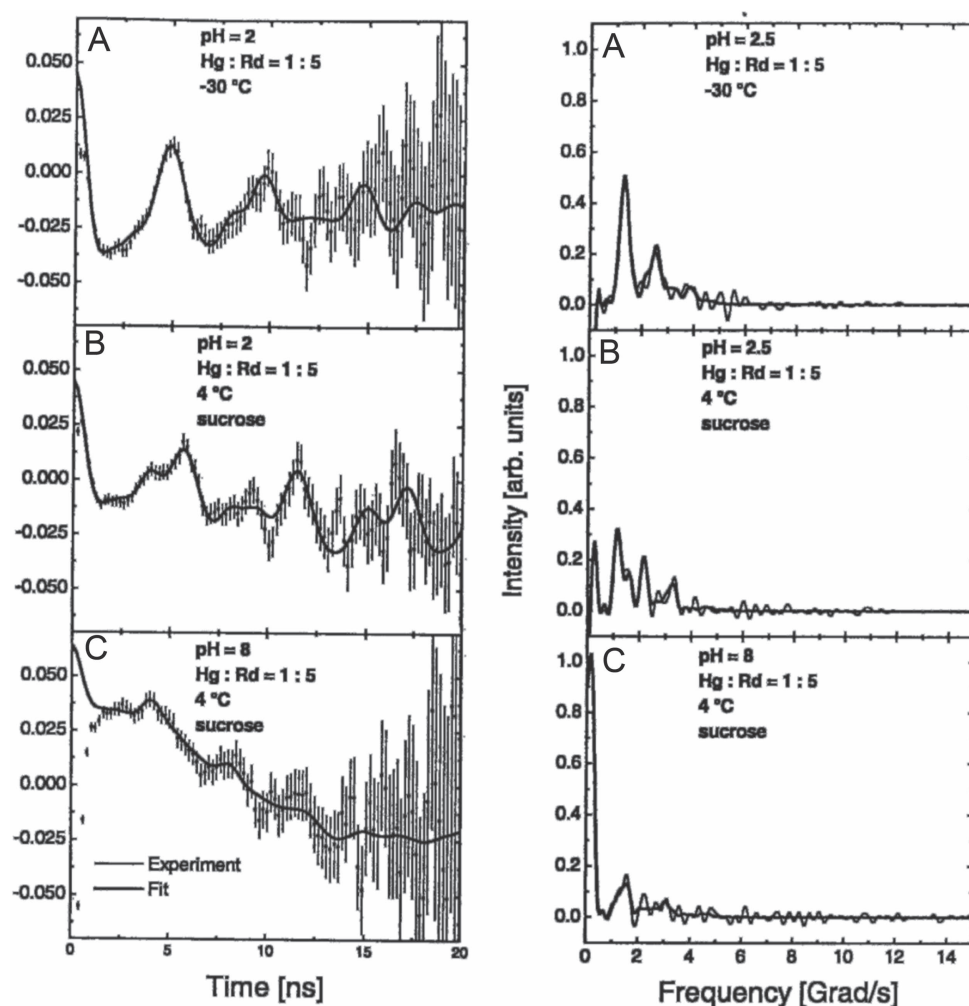 A
pH = 2
Hg : Rd = 1 : 5
-30 °C
0.050
0.025
0.000
-0.025
-0.050
B
pH = 2
Hg : Rd = 1 : 5
4 °C
sucrose
0.050
0.025
0.000
-0.025
-0.050
C
pH = 8
Hg : Rd = 1 : 5
4 °C
sucrose
0.050
0.025
0.000
-0.025
-0.050
Experiment
Fit
0 5 10 15 20
Time [ns]
Intensity [arb. units]
A
pH = 2.5
Hg : Rd = 1 : 5
-30 °C
1.0
0.8
0.6
0.4
0.2
0.0
B
pH = 2.5
Hg : Rd = 1 : 5
4 °C
sucrose
1.0
0.8
0.6
0.4
0.2
0.0
C
pH = 8
Hg : Rd = 1 : 5
4 °C
sucrose
1.0
0.8
0.6
0.4
0.2
0.0
0 2 4 6 8 10 12 14
Frequency [Grad/s]